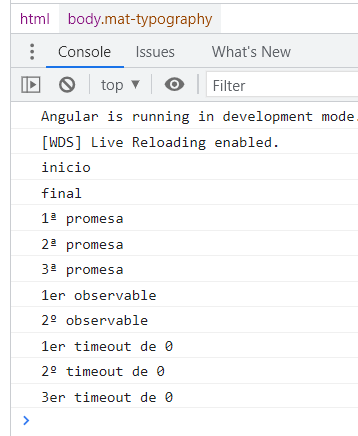 html body.mat-typography
Console Issues What's New
top ▼ Filter
Angular is running in development mode.
[WDS] Live Reloading enabled.
inicio
final
1ª promesa
2ª promesa
3ª promesa
1er observable
2º observable
1er timeout de 0
2º timeout de 0
3er timeout de 0